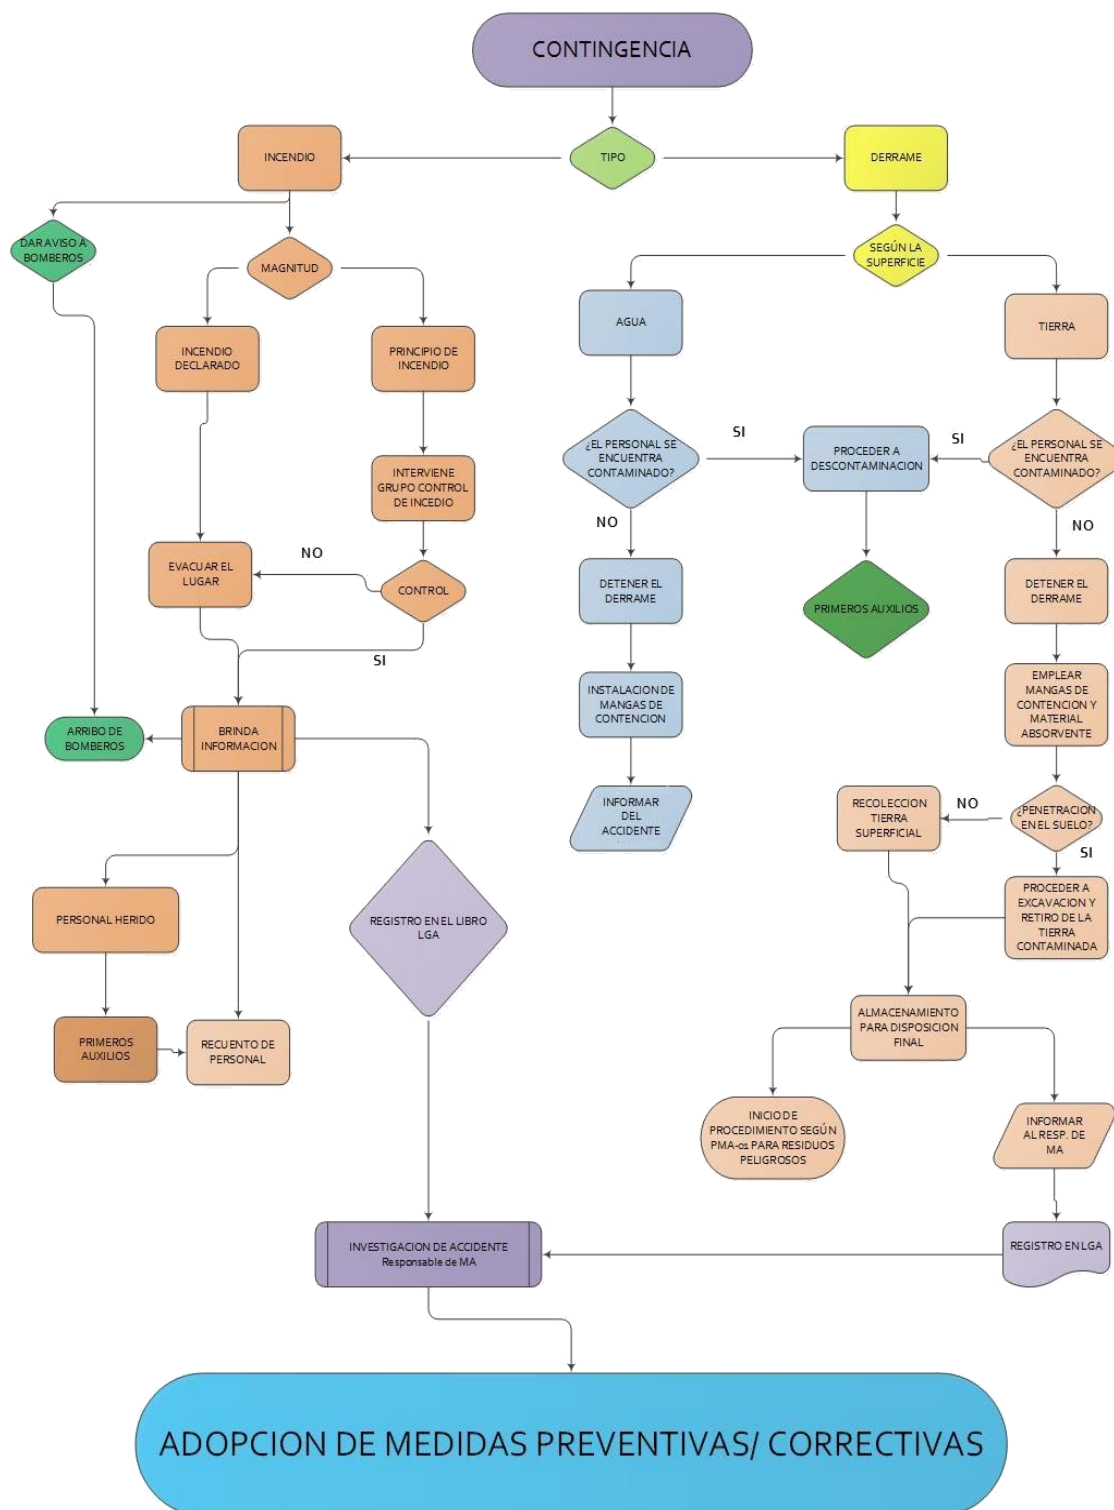 CONTINGENCIA
INCENDIO
TIPO
DERRAME
DAR AVISO A
BOMBEROS
MAGNITUD
SEGÚN LA
SUPERFICIE
AGUA
TIERRA
INCENDIO
DECLARADO
PRINCIPIO DE
INCENDIO
¿EL PERSONAL SE
ENCUENTRA
CONTAMINADO?
SI
PROCEDER A
DESCONTAMINACION
SI
¿EL PERSONAL SE
ENCUENTRA
CONTAMINADO?
INTERVIENE
GRUPO CONTROL
DE INCEDIO
NO
NO
EVACUAR EL
LUGAR
NO
CONTROL
DETENER EL
DERRAME
PRIMEROS AUXILIOS
DETENER EL
DERRAME
SI
INSTALACION DE
MANGAS DE
CONTENCION
EMPLEAR
MANGAS DE
CONTENCION Y
MATERIAL
ABSORVENTE
ARRIBO DE
BOMBEROS
BRINDA
INFORMACION
INFORMAR
DEL
ACCIDENTE
RECOLECCION
TIERRA
SUPERFICIAL
NO
¿PENETRACION
EN EL SUELO?
SI
PERSONAL HERIDO
REGISTRO EN EL LIBRO
LGA
PROCEDER A
EXCAVACION Y
RETIRO DE LA
TIERRA
CONTAMINADA
PRIMEROS
AUXILIOS
RECUENTO DE
PERSONAL
ALMACENAMIENTO
PARA DISPOSICION
FINAL
INICIO DE
PROCEDIMIENTO SEGÚN
PMA-01 PARA RESIDUOS
PELIGROSOS
INFORMAR
AL RESP. DE
MA
INVESTIGACION DE ACCIDENTE
Responsable de MA
REGISTRO EN LGA
ADOPCION DE MEDIDAS PREVENTIVAS/ CORRECTIVAS